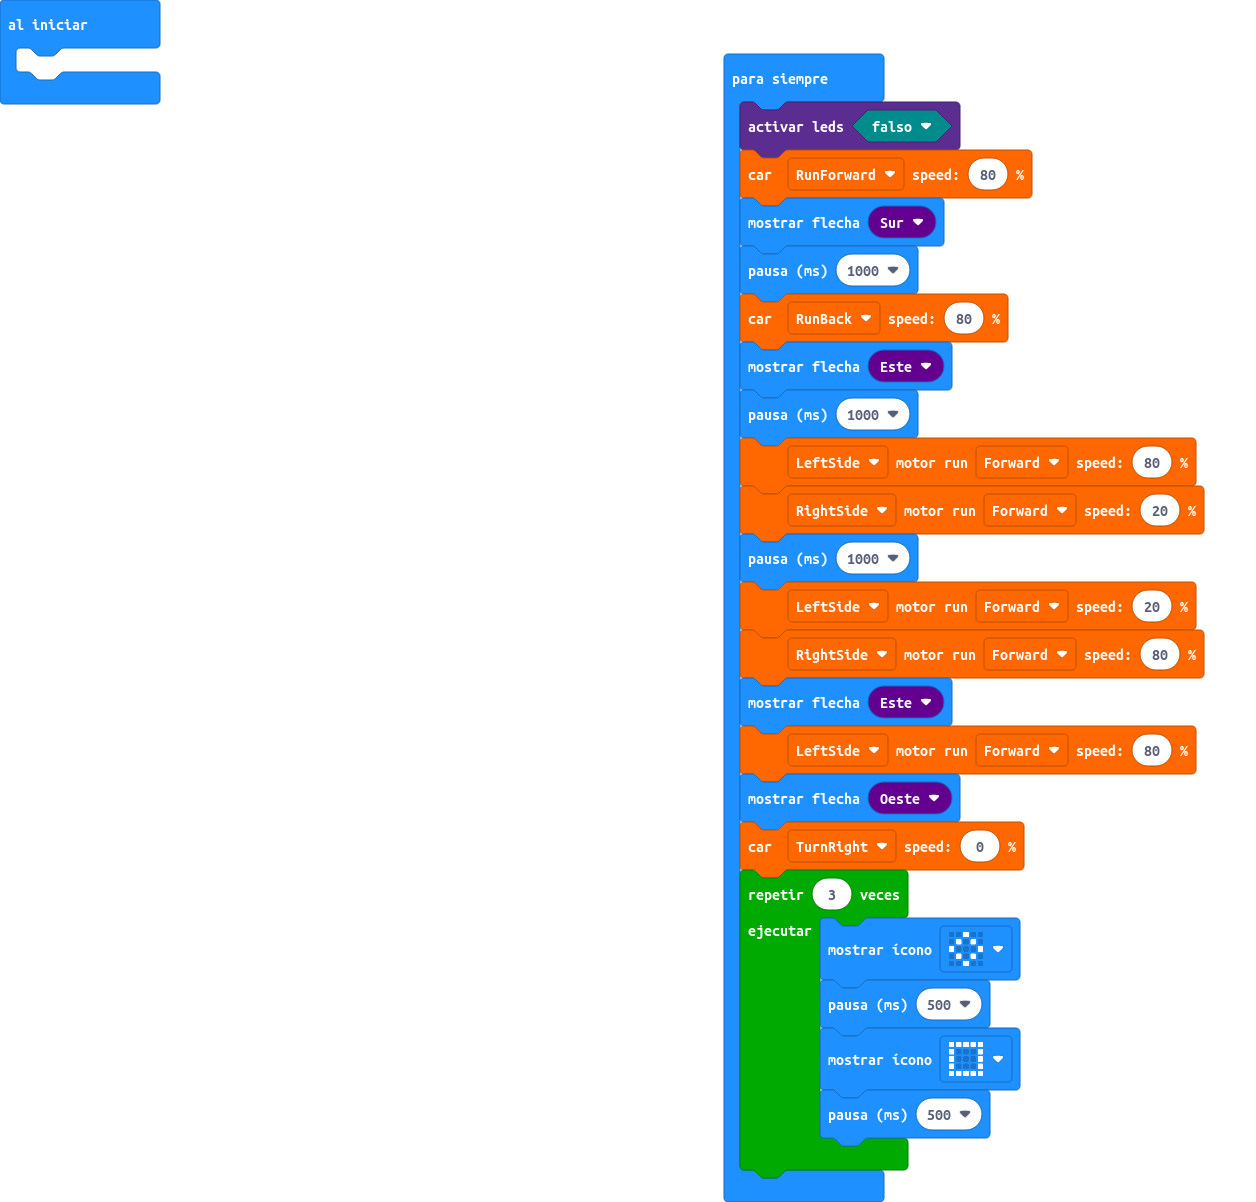 al iniciar
para siempre
activar leds falso
car RunForward speed: 80 %
mostrar flecha Sur
pausa (ms) 1000
car RunBack speed: 80 %
mostrar flecha Este
pausa (ms) 1000
LeftSide motor run Forward speed: 80 %
RightSide motor run Forward speed: 20 %
pausa (ms) 1000
LeftSide motor run Forward speed: 20 %
RightSide motor run Forward speed: 80 %
mostrar flecha Este
LeftSide motor run Forward speed: 80 %
mostrar flecha Oeste
car TurnRight speed: 0 %
repetir 3 veces
ejecutar
mostrar ícono
pausa (ms) 500
mostrar ícono
pausa (ms) 500